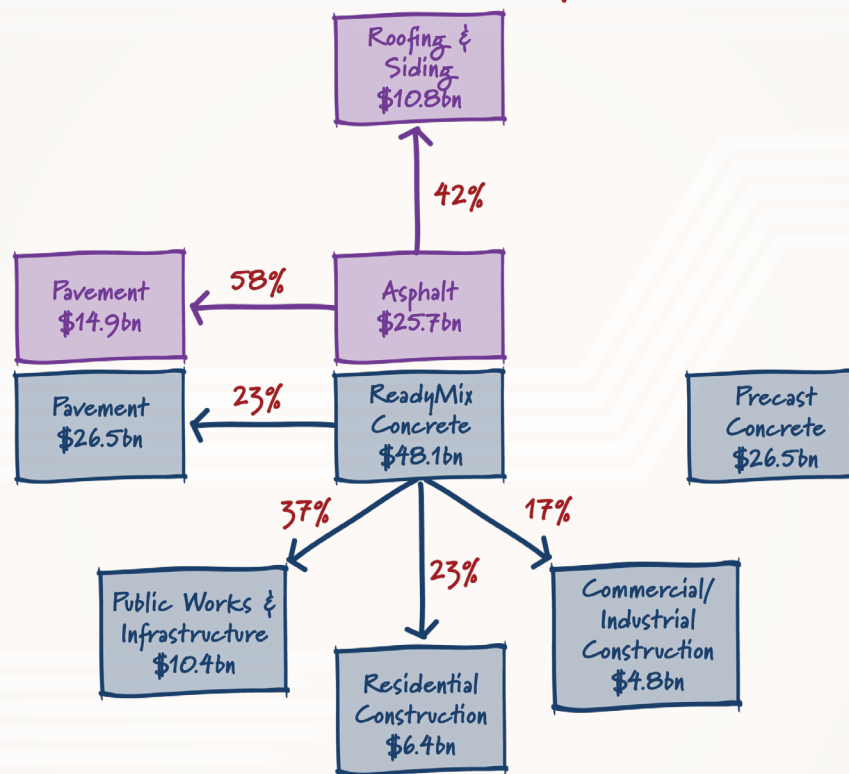 Roofing &
Siding
$10.8bn
42%
58%
Pavement
$14.9bn
Asphalt
$25.7bn
23%
Pavement
$26.5bn
ReadyMix
Concrete
$48.1bn
Precast
Concrete
$26.5bn
37%
17%
23%
Public Works &
Infrastructure
$10.4bn
Commercial/
Industrial
Construction
$4.8bn
Residential
Construction
$6.4bn